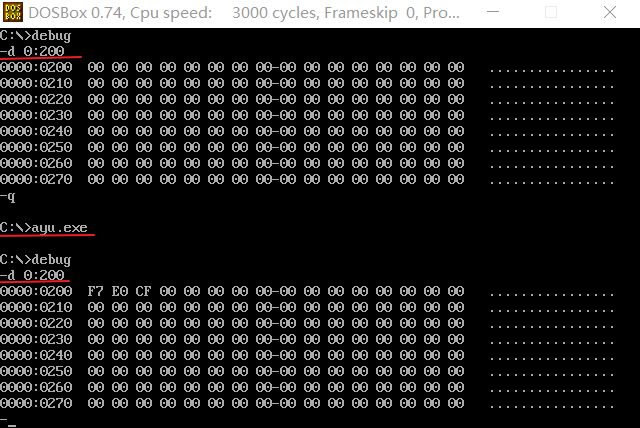 DOSBox 0.74, Cpu speed:    3000 cycles, Frameskip  0, Pro...
C:\>debug
-d 0:200
0000:0200  00 00 00 00 00 00 00 00-00 00 00 00 00 00 00 00   ................
0000:0210  00 00 00 00 00 00 00 00-00 00 00 00 00 00 00 00   ................
0000:0220  00 00 00 00 00 00 00 00-00 00 00 00 00 00 00 00   ................
0000:0230  00 00 00 00 00 00 00 00-00 00 00 00 00 00 00 00   ................
0000:0240  00 00 00 00 00 00 00 00-00 00 00 00 00 00 00 00   ................
0000:0250  00 00 00 00 00 00 00 00-00 00 00 00 00 00 00 00   ................
0000:0260  00 00 00 00 00 00 00 00-00 00 00 00 00 00 00 00   ................
0000:0270  00 00 00 00 00 00 00 00-00 00 00 00 00 00 00 00   ................
-q
C:\>ayu.exe
C:\>debug
-d 0:200
0000:0200  F7 E0 CF 00 00 00 00 00-00 00 00 00 00 00 00 00   ................
0000:0210  00 00 00 00 00 00 00 00-00 00 00 00 00 00 00 00   ................
0000:0220  00 00 00 00 00 00 00 00-00 00 00 00 00 00 00 00   ................
0000:0230  00 00 00 00 00 00 00 00-00 00 00 00 00 00 00 00   ................
0000:0240  00 00 00 00 00 00 00 00-00 00 00 00 00 00 00 00   ................
0000:0250  00 00 00 00 00 00 00 00-00 00 00 00 00 00 00 00   ................
0000:0260  00 00 00 00 00 00 00 00-00 00 00 00 00 00 00 00   ................
0000:0270  00 00 00 00 00 00 00 00-00 00 00 00 00 00 00 00   ................
-_